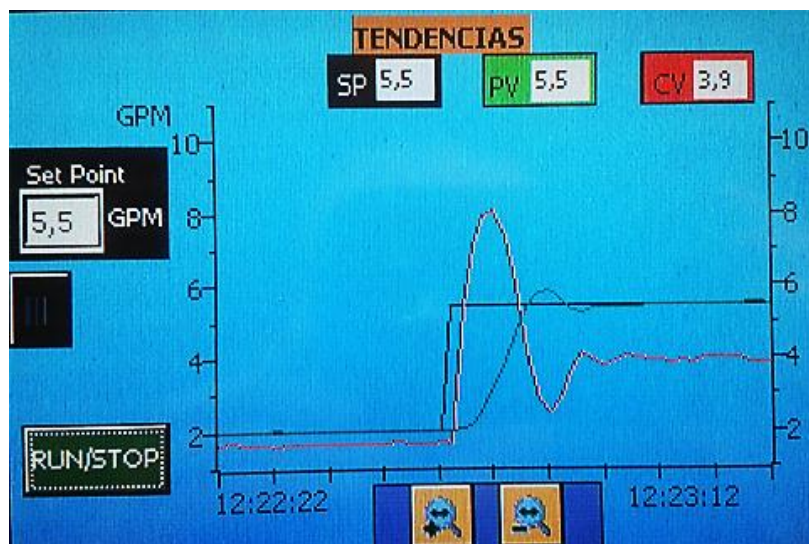 TENDENCIAS
SP 5,5
PV 5,5
CV 3,9
GPM
10
10
Set Point
5,5 GPM
8
8
6
6
4
4
2
2
RUN/STOP
12:22:22
12:23:12